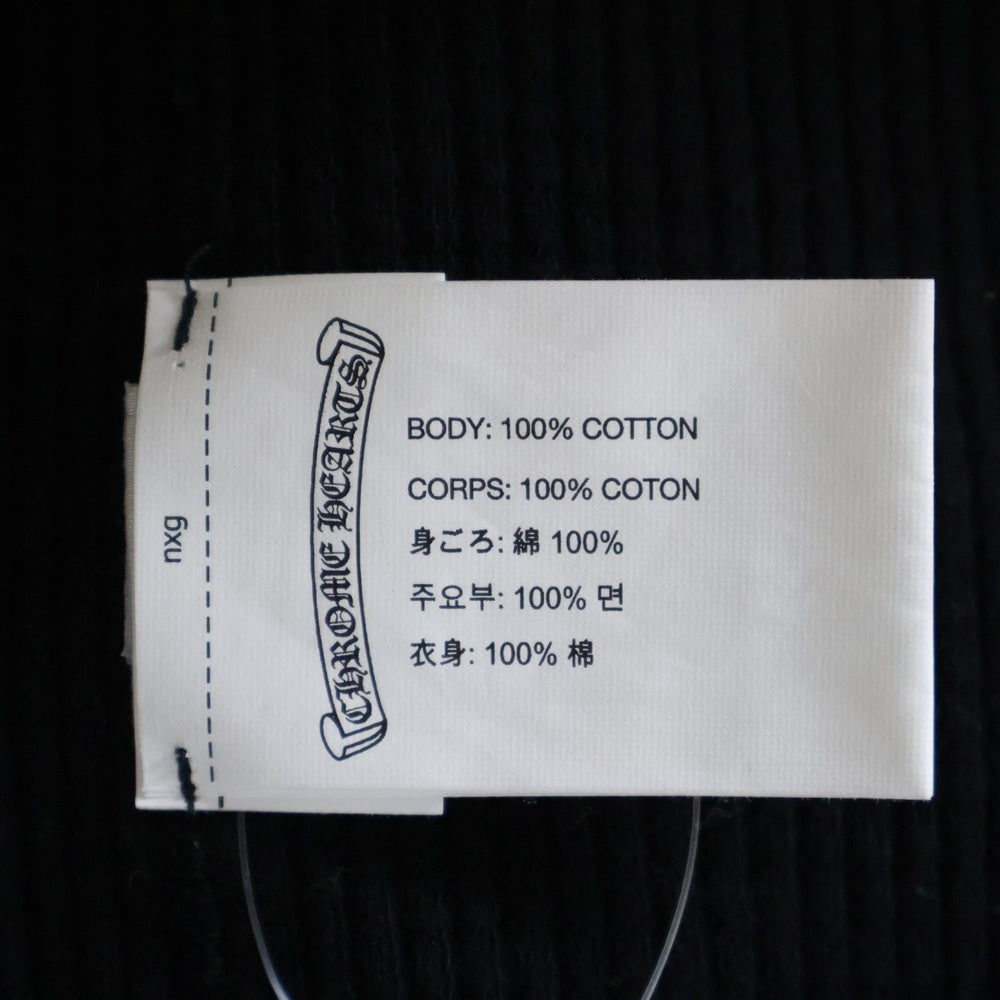 CHROME HEARTS
nxg
BODY: 100% COTTON
CORPS: 100% COTON
身ごろ: 綿 100%
주요부: 100% 면
衣身: 100% 棉